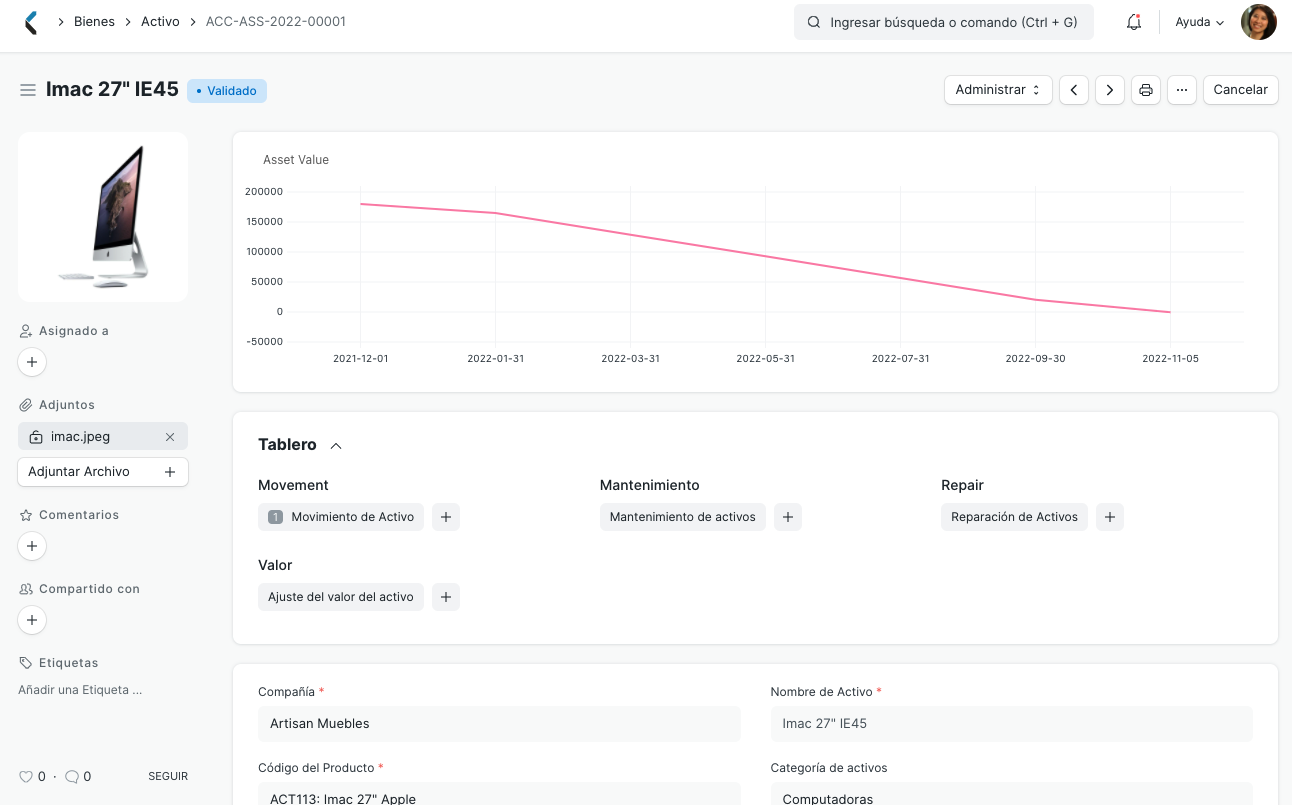 Bienes
Activo
ACC-ASS-2022-00001
Ingresar búsqueda o comando (Ctrl + G)
Ayuda
Imac 27" IE45
Validado
Administrar
Cancelar
Asset Value
200000
150000
100000
50000
0
-50000
2021-12-01
2022-01-31
2022-03-31
2022-05-31
2022-07-31
2022-09-30
2022-11-05
Asignado a
Adjuntos
imac.jpeg
Adjuntar Archivo
Comentarios
Compartido con
Etiquetas
Añadir una Etiqueta ...
0 · 0
SEGUIR
Tablero
Movement
1 Movimiento de Activo
Mantenimiento
Mantenimiento de activos
Repair
Reparación de Activos
Valor
Ajuste del valor del activo
Compañía *
Artisan Muebles
Nombre de Activo *
Imac 27" IE45
Código del Producto *
ACT113: Imac 27" Apple
Categoría de activos
Computadoras